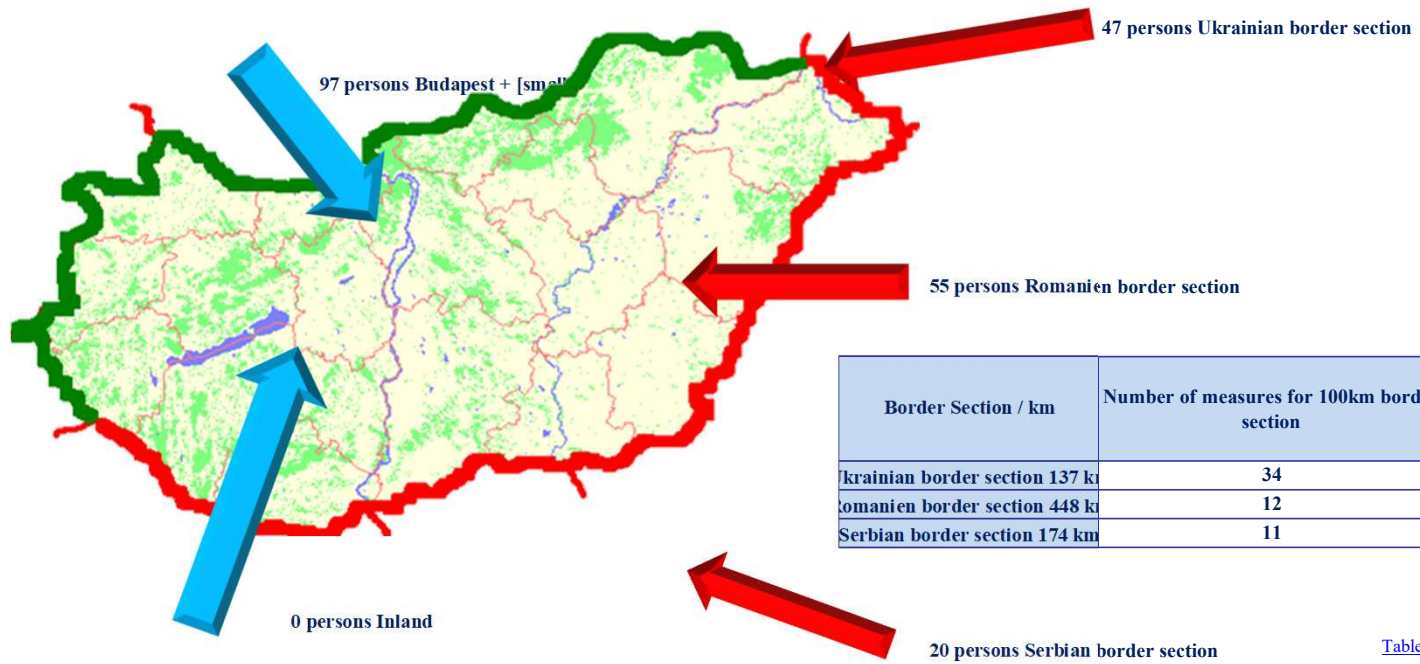 47 persons Ukrainian border section
97 persons Budapest + [smal
55 persons Romanien border section
Border Section / km
Number of measures for 100km bord
section
krainian border section 137 k
34
omanien border section 448 k
12
Serbian border section 174 km
11
0 persons Inland
20 persons Serbian border section
Table